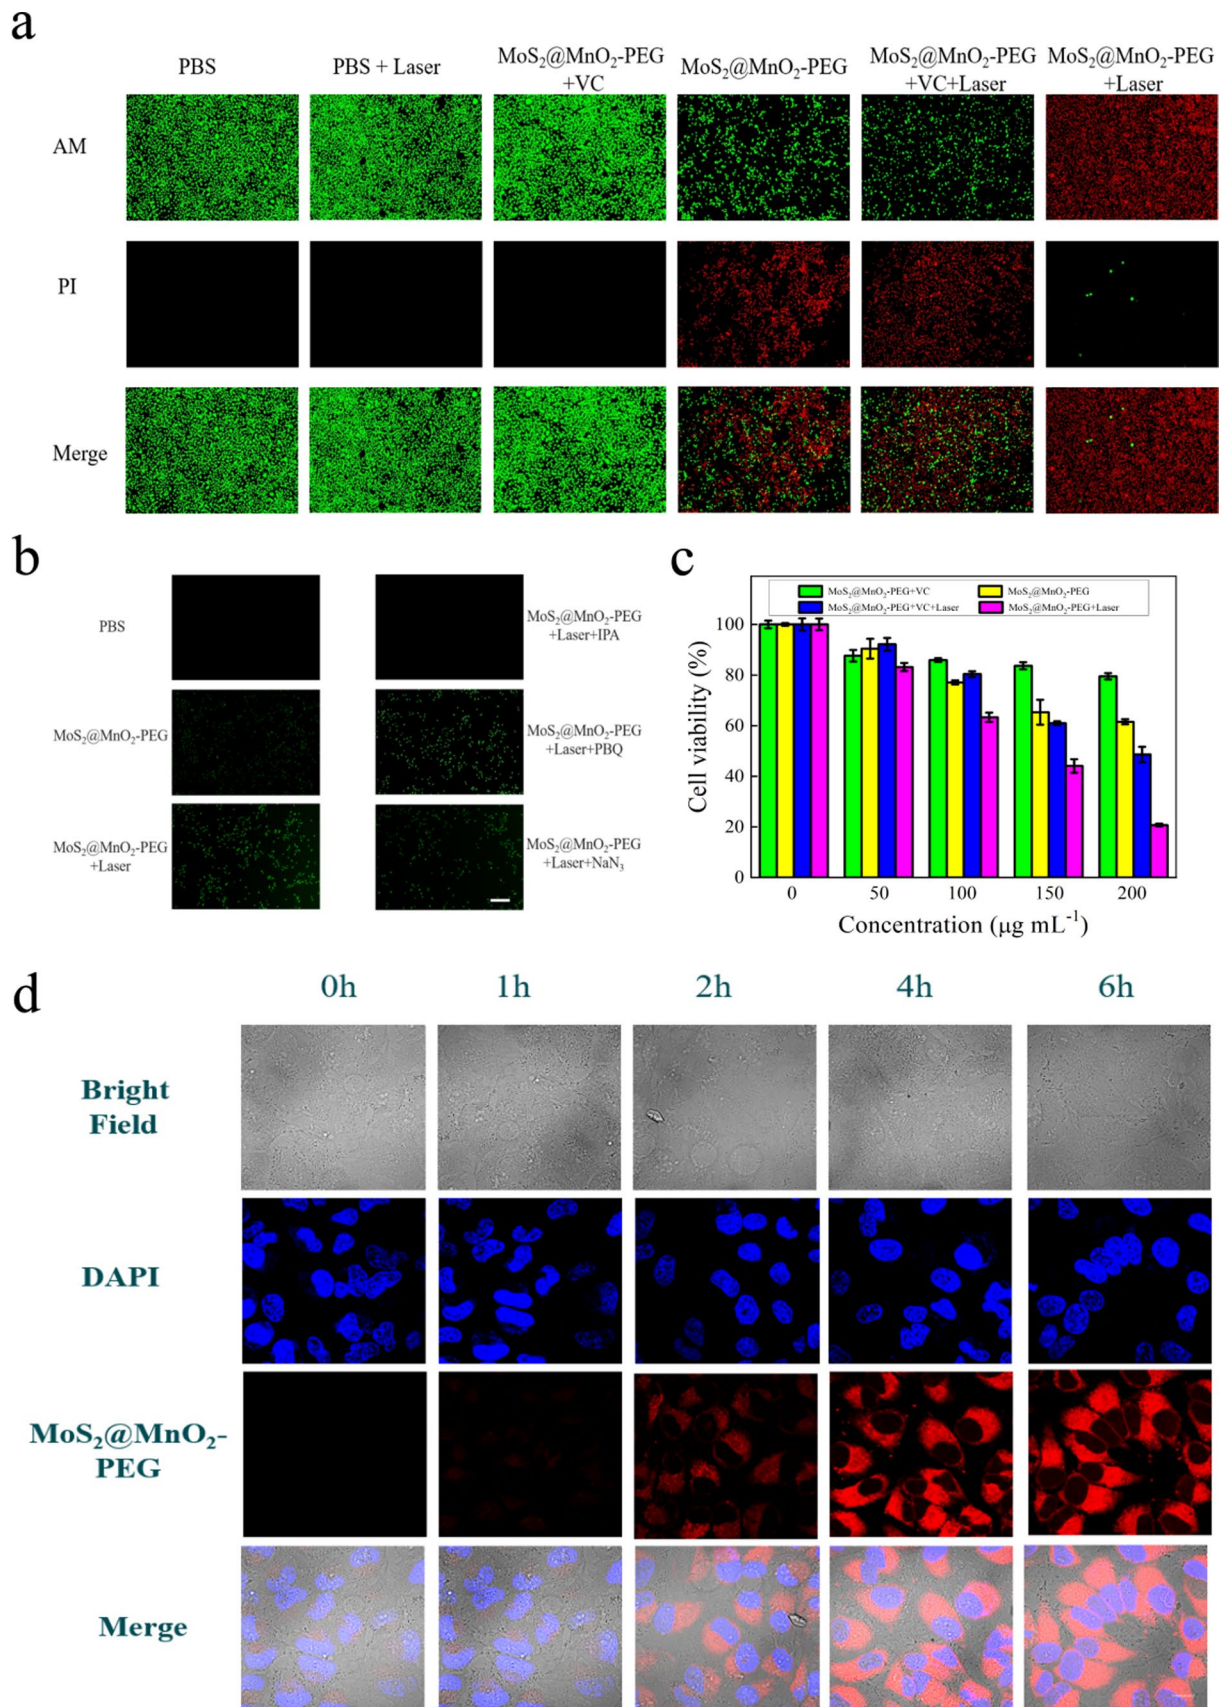 a
PBS
PBS + Laser
MoS₂@MnO₂-PEG
+VC
MoS₂@MnO₂-PEG
MoS₂@MnO₂-PEG
+VC+Laser
MoS₂@MnO₂-PEG
+Laser
AM
PI
Merge
b
PBS
MoS₂@MnO₂-PEG
+Laser+IPA
MoS₂@MnO₂-PEG
MoS₂@MnO₂-PEG
+Laser+PBQ
MoS₂@MnO₂-PEG
+Laser
MoS₂@MnO₂-PEG
+Laser+NaN₃
c
MoS₂@MnO₂-PEG+VC
MoS₂@MnO₂-PEG
MoS₂@MnO₂-PEG+VC+Laser
MoS₂@MnO₂-PEG+Laser
Cell viability (%)
100
80
60
40
20
0
0 50 100 150 200
Concentration (μg mL⁻¹)
d
0h 1h 2h 4h 6h
Bright
Field
DAPI
MoS₂@MnO₂-
PEG
Merge